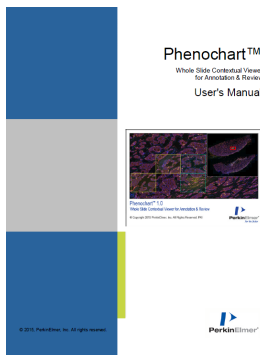 Phenochart™
Whole Slide Contextual Viewe
for Annotation & Revie
User's Manua
Phenochart™ 1.0
Whole Slide Contextual Viewer for Annotation & Review
PerkinElmer
© 2015, PerkinElmer, Inc. All rights reserved.
PerkinElmer